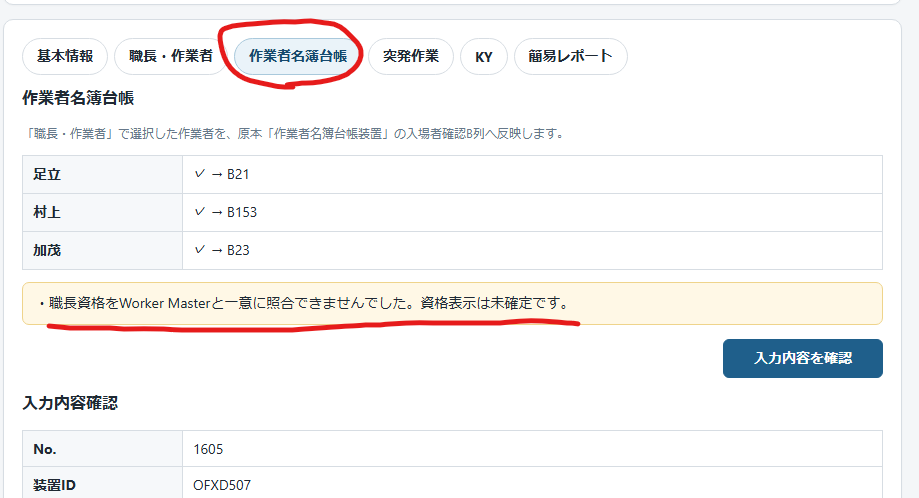 基本情報 職長・作業者 作業者名簿台帳 突発作業 KY 簡易レポート
作業者名簿台帳
「職長・作業者」で選択した作業者を、原本「作業者名簿台帳装置」の入場者確認B列へ反映します。
足立 ✓ → B21
村上 ✓ → B153
加茂 ✓ → B23
・職長資格をWorker Masterと一意に照合できませんでした。資格表示は未確定です。
入力内容を確認
入力内容確認
No. 1605
装置ID OFXD507